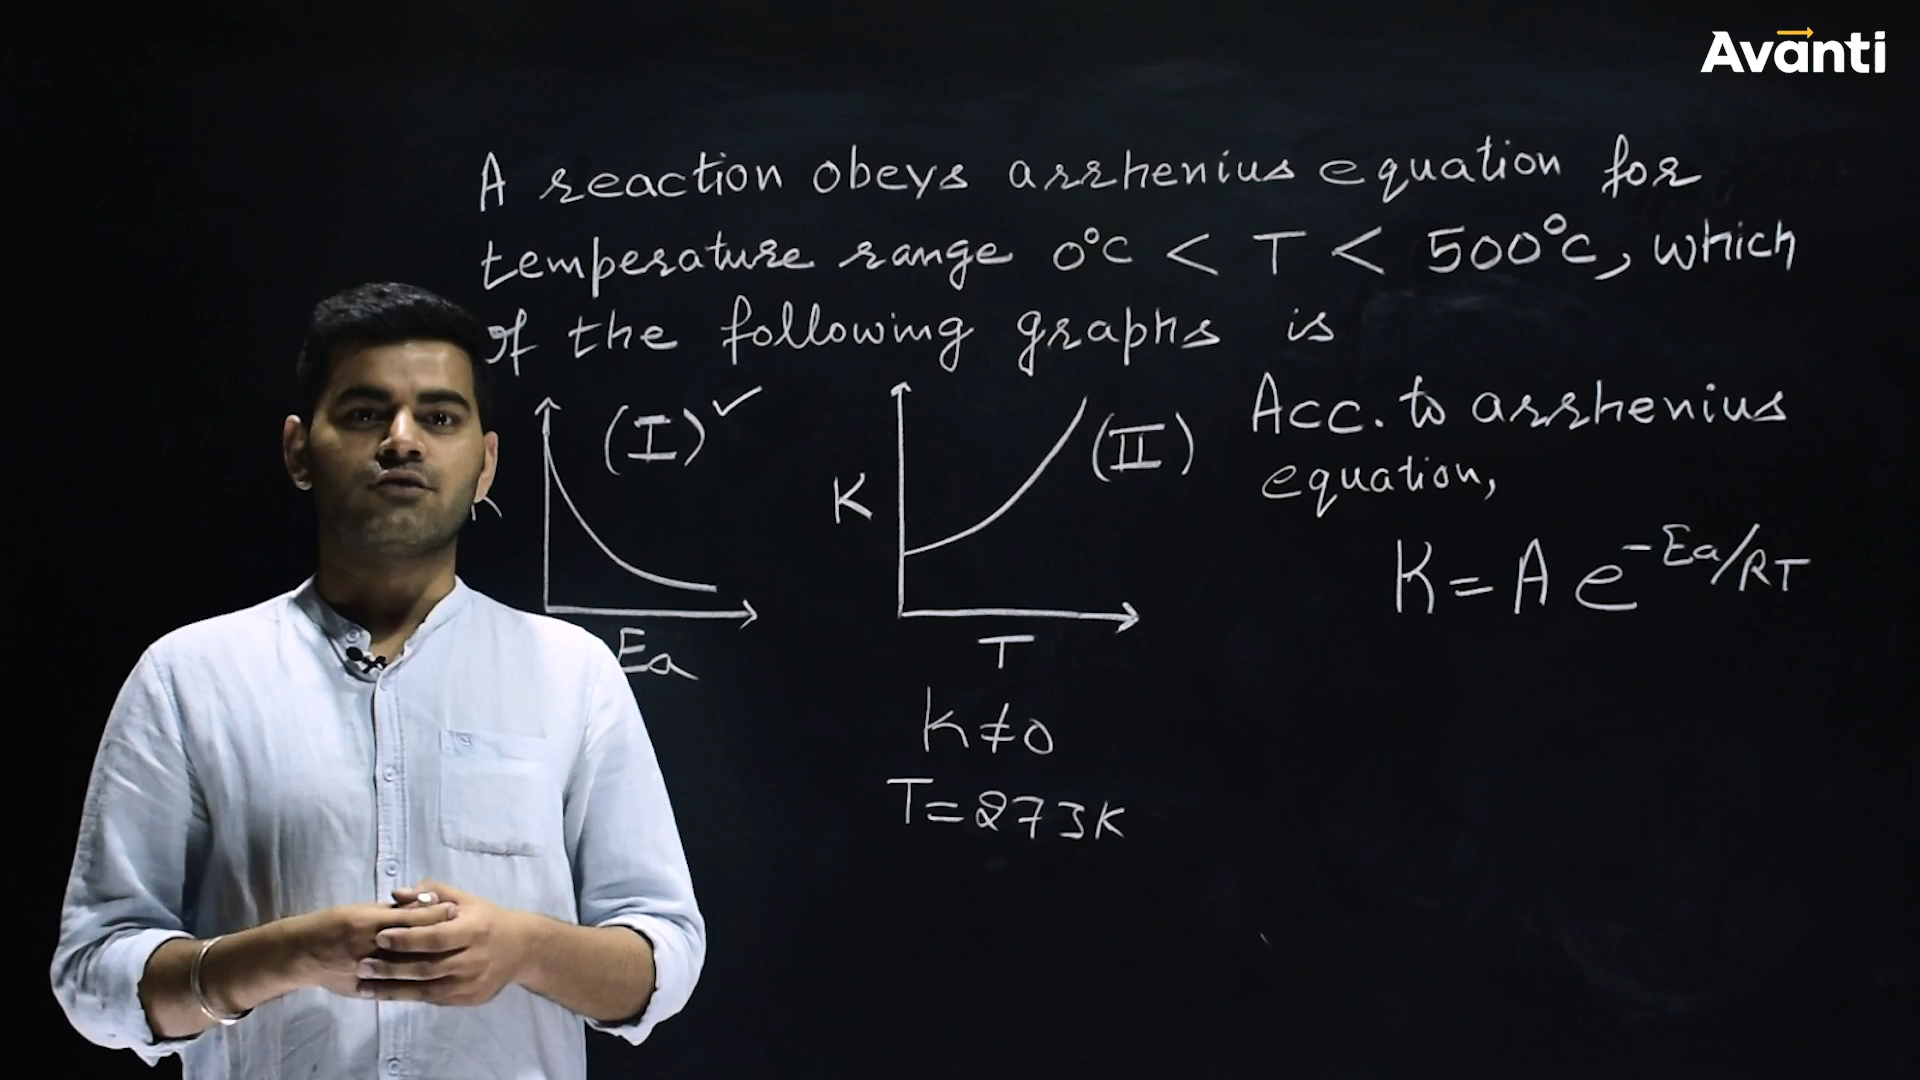 Avanti
A reaction obeys arrhenius equation for
temperature range 0°C < T < 500°C, which
of the following graphs is
(I) ✓
Ea
K
(II)
T
K ≠ 0
T = 273K
Acc. to arrhenius
equation,
K = A e^-Ea/RT